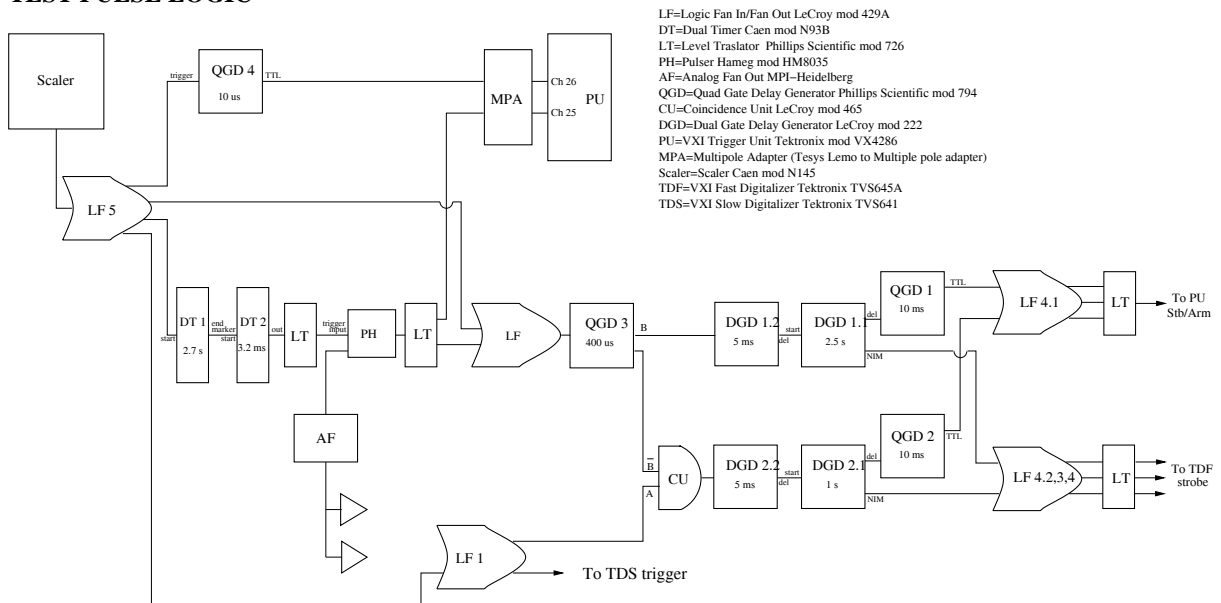 TEST PULSE LOGIC
LF=Logic Fan In/Fan Out LeCroy mod 429A
DT=Dual Timer Caen mod N93B
LT=Level Traslator Phillips Scientific mod 726
PH=Pulser Hameg mod HM8035
AF=Analog Fan Out MPI−Heidelberg
QGD=Quad Gate Delay Generator Phillips Scientific mod 794
CU=Coincidence Unit LeCroy mod 465
DGD=Dual Gate Delay Generator LeCroy mod 222
PU=VXI Trigger Unit Tektronix mod VX4286
MPA=Multipole Adapter (Tesys Lemo to Multiple pole adapter)
Scaler=Scaler Caen mod N145
TDF=VXI Fast Digitalizer Tektronix TVS645A
TDS=VXI Slow Digitalizer Tektronix TVS641
Scaler
trigger
QGD 4
10 us
TTL
MPA
Ch 26
Ch 25
PU
LF 5
start
DT 1
2.7 s
end
marker
start
DT 2
3.2 ms
out
LT
trigger
input
PH
LT
LF
QGD 3
400 us
B
DGD 1.2
5 ms
start
del
DGD 1.1
2.5 s
del
NIM
QGD 1
10 ms
TTL
LF 4.1
LT
To PU
Stb/Arm
AF
B
A
CU
DGD 2.2
5 ms
start
del
DGD 2.1
1 s
del
NIM
QGD 2
10 ms
TTL
LF 4.2,3,4
LT
To TDF
strobe
LF 1
To TDS trigger